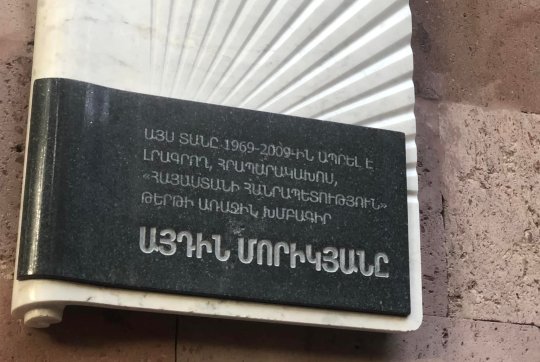 ԱՅՍ ՏԱՆԸ 1969-2009-ԻՆ ԱՊՐԵԼ Է
ԼՐԱԳՐՈՂ, ՀՐԱՊԱՐԱԿԱԽՈՍ,
«ՀԱՅԱՍՏԱՆԻ ՀԱՆՐԱՊԵՏՈՒԹՅՈՒՆ»
ԹԵՐԹԻ ԱՌԱՋԻՆ ԽՄԲԱԳԻՐ
ԱՅԴԻՆ ՄՈՐԻԿՅԱՆԸ